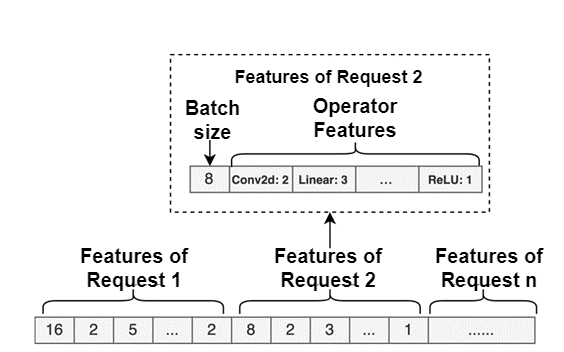 Features of Request 2
Batch size
Operator Features
8 Conv2d: 2 Linear: 3 ... ReLU: 1
Features of Request 1
Features of Request 2
Features of Request n
16 2 5 ... 2 8 2 3 ... 1 ......